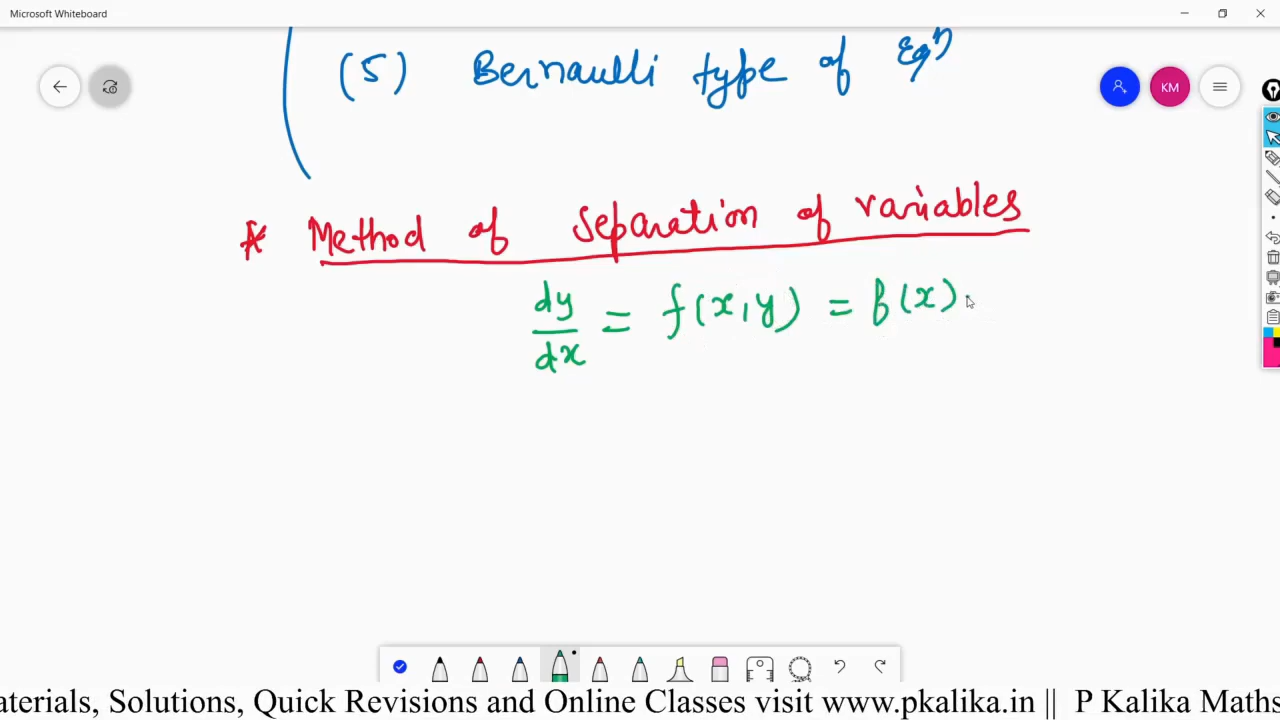 Microsoft Whiteboard
(5) Bernaulli type of Eqⁿ
KM
* Method of Separation of variables
dy/dx = f(x,y) = f(x)
aterials, Solutions, Quick Revisions and Online Classes visit www.pkalika.in || P Kalika Maths